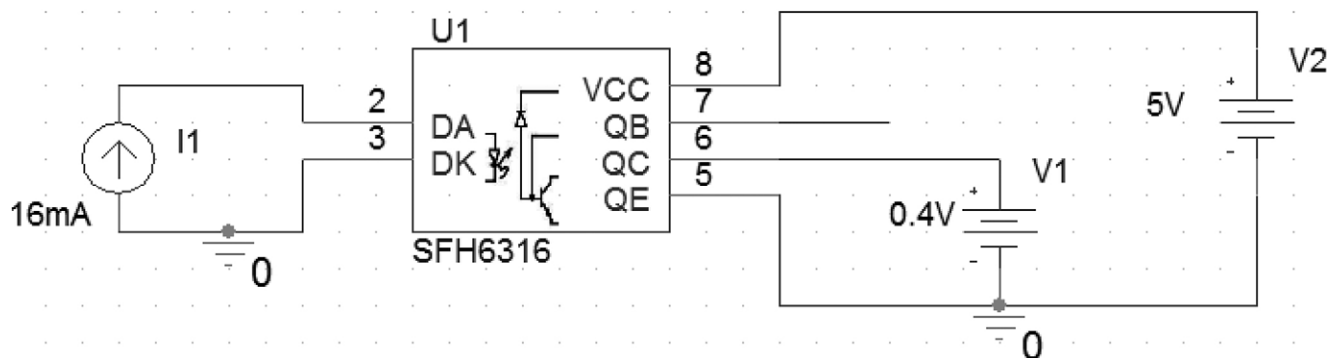 U1
8
VCC
V2
2
7
DA
QB
5V
3
6
I1
DK
QC
5
V1
QE
16mA
0.4V
SFH6316
0
0